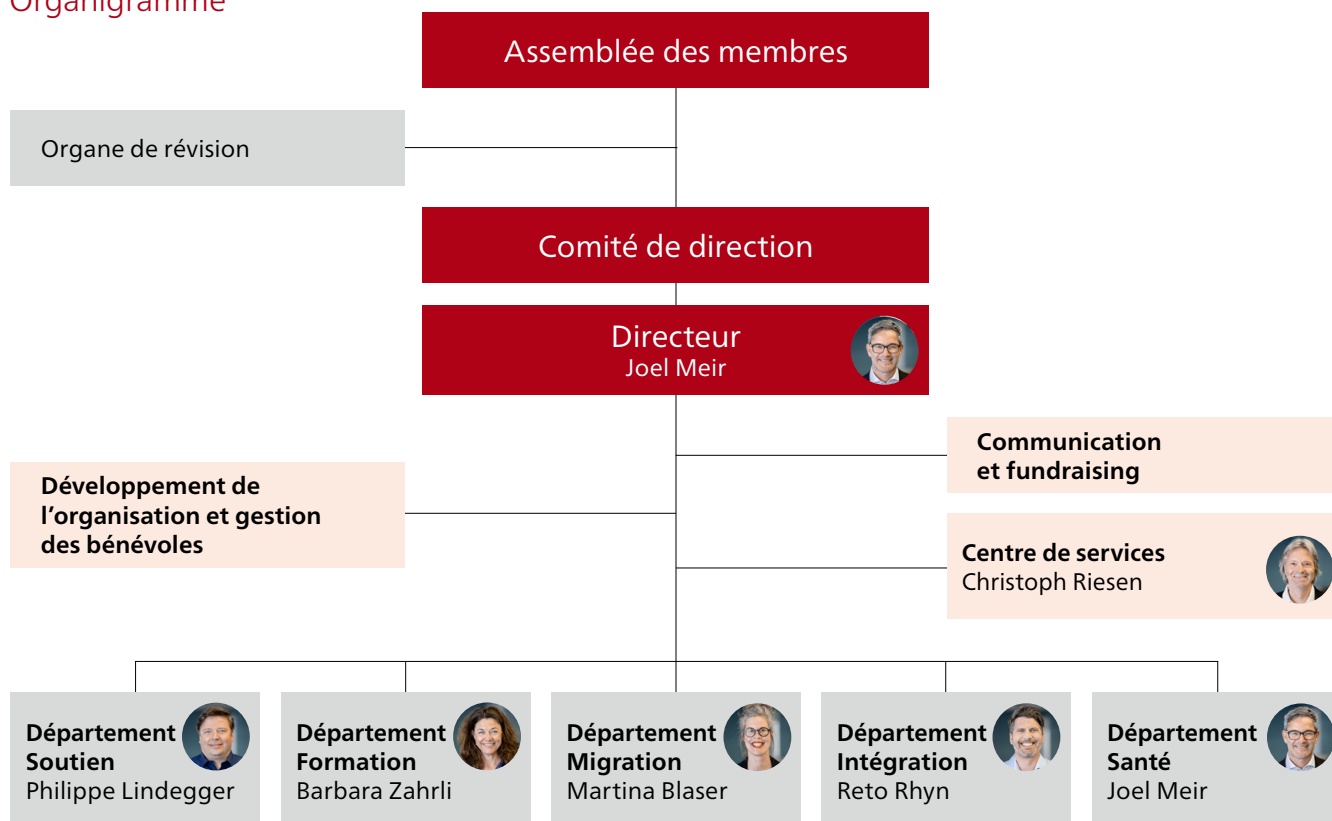 Organigramme
Assemblée des membres
Organe de révision
Comité de direction
Directeur
Joel Meir
Communication
et fundraising
Développement de
l’organisation et gestion
des bénévoles
Centre de services
Christoph Riesen
Département
Soutien
Philippe Lindegger
Département
Formation
Barbara Zahrli
Département
Migration
Martina Blaser
Département
Intégration
Reto Rhyn
Département
Santé
Joel Meir